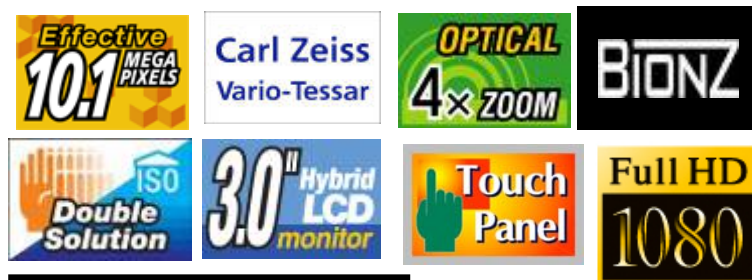 Effective
10.1 MEGA
PIXELS
Carl Zeiss
Vario-Tessar
OPTICAL
4x ZOOM
BIONZ
ISO
Double
Solution
3.0" Hybrid
LCD
monitor
Touch
Panel
Full HD
1080